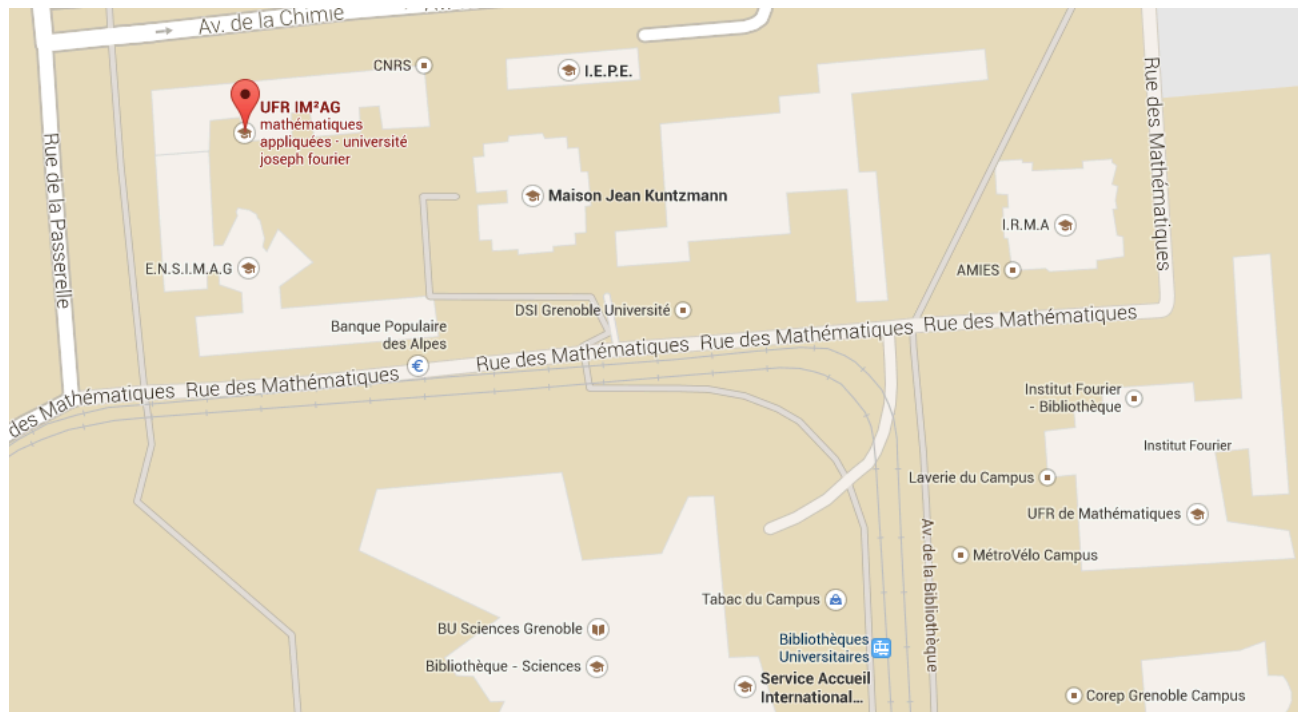 Av. de la Chimie
CNRS
I.E.P.E.
UFR IM²AG
mathématiques
appliquées · université
joseph fourier
Rue de la Passerelle
Rue des Mathématiques
Maison Jean Kuntzmann
I.R.M.A
E.N.S.I.M.A.G
AMIES
DSI Grenoble Université
Banque Populaire
des Alpes
des Mathématiques
Rue des Mathématiques
Rue des Mathématiques
Rue des Mathématiques
Rue des Mathématiques
Institut Fourier
- Bibliothèque
Institut Fourier
Laverie du Campus
UFR de Mathématiques
Av. de la Bibliothèque
MétroVélo Campus
Tabac du Campus
BU Sciences Grenoble
Bibliothèques
Universitaires
Bibliothèque - Sciences
Service Accueil
International...
Corep Grenoble Campus